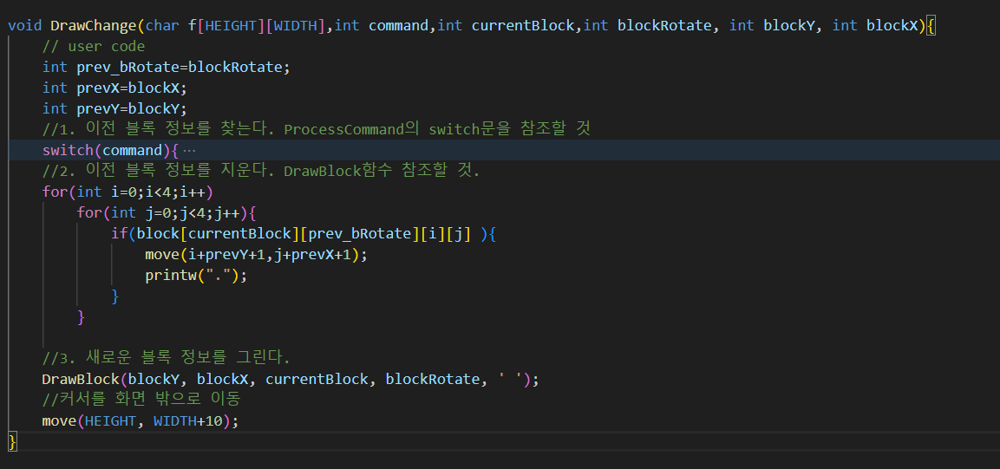 void DrawChange(char f[HEIGHT][WIDTH],int command,int currentBlock,int blockRotate, int blockY, int blockX){
// user code
int prev_bRotate=blockRotate;
int prevX=blockX;
int prevY=blockY;
//1. 이전 블록 정보를 찾는다. ProcessCommand의 switch문을 참조할 것
switch(command){ ⋯
//2. 이전 블록 정보를 지운다. DrawBlock함수 참조할 것.
for(int i=0;i<4;i++)
for(int j=0;j<4;j++){
if(block[currentBlock][prev_bRotate][i][j] ){
move(i+prevY+1,j+prevX+1);
printw(".");
}
}
//3. 새로운 블록 정보를 그린다.
DrawBlock(blockY, blockX, currentBlock, blockRotate, ' ');
//커서를 화면 밖으로 이동
move(HEIGHT, WIDTH+10);
}